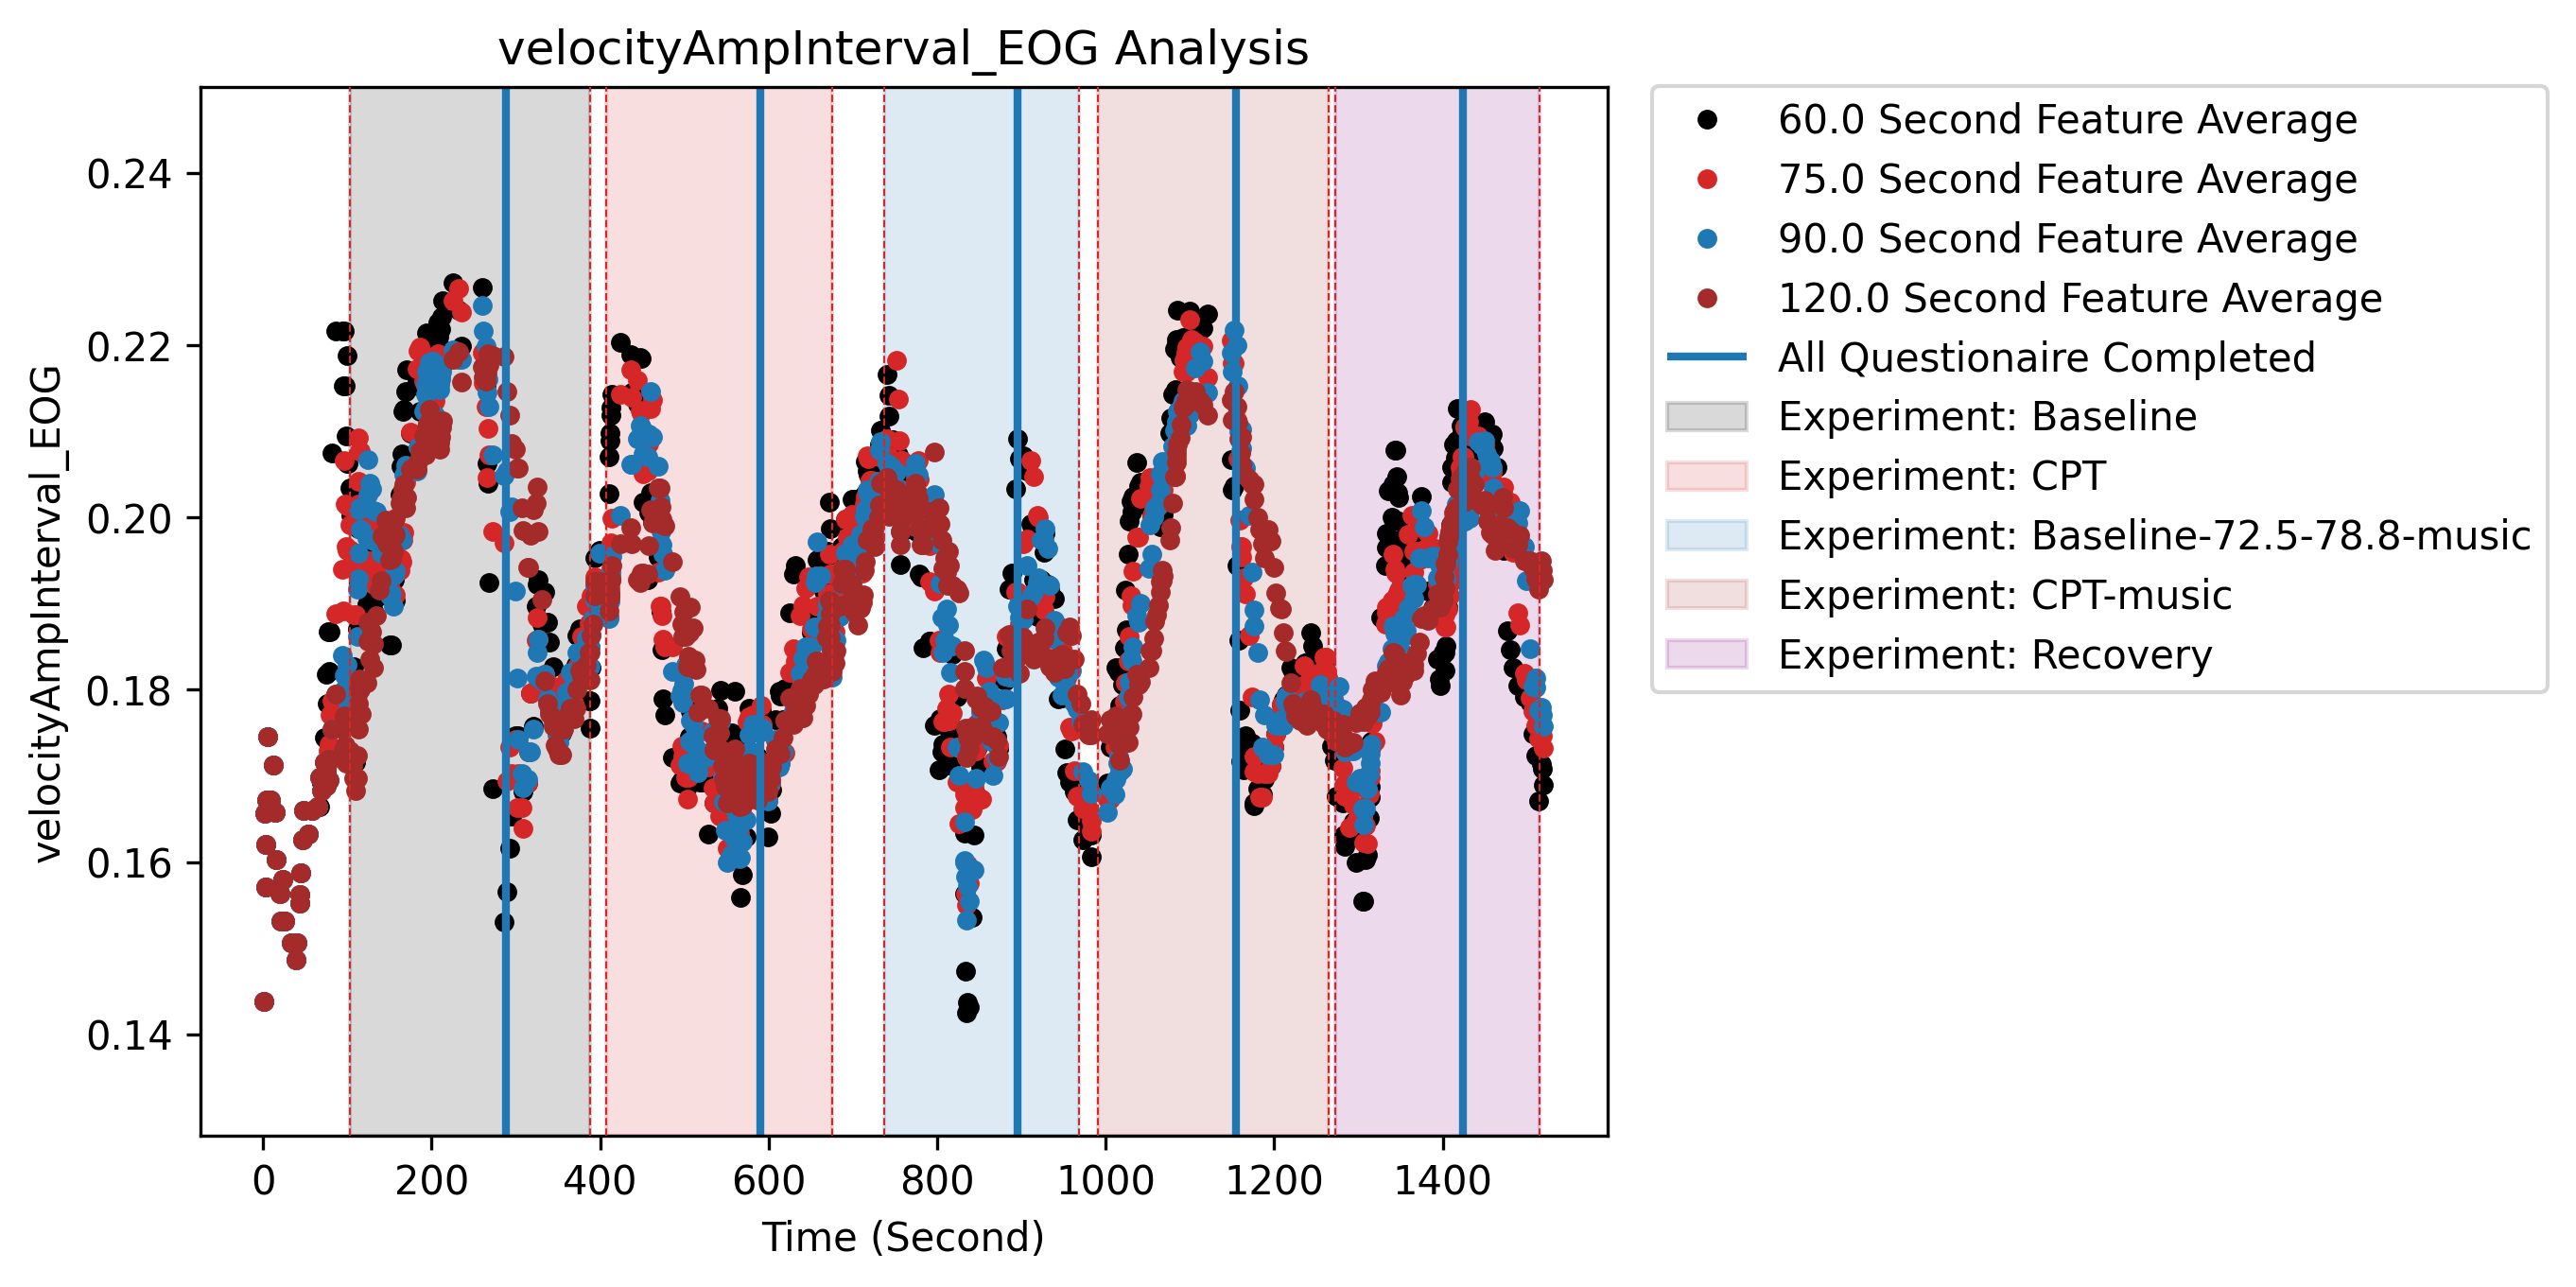 velocityAmpInterval_EOG Analysis
velocityAmpInterval_EOG
0.24
0.22
0.20
0.18
0.16
0.14
0 200 400 600 800 1000 1200 1400
Time (Second)
60.0 Second Feature Average
75.0 Second Feature Average
90.0 Second Feature Average
120.0 Second Feature Average
All Questionaire Completed
Experiment: Baseline
Experiment: CPT
Experiment: Baseline-72.5-78.8-music
Experiment: CPT-music
Experiment: Recovery